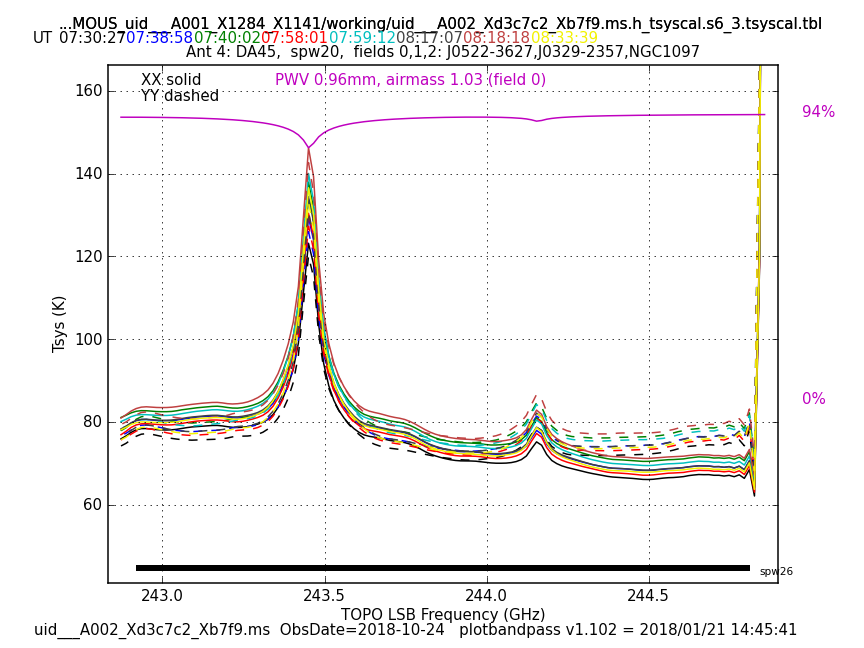 ...MOUS_uid___A001_X1284_X1141/working/uid___A002_Xd3c7c2_Xb7f9.ms.h_tsyscal.s6_3.tsyscal.tbl
UT 07:30:27 07:38:58 07:40:02 07:58:01 07:59:12 08:17:07 08:18:18 08:33:39
Ant 4: DA45, spw20, fields 0,1,2: J0522-3627,J0329-2357,NGC1097
XX solid
PWV 0.96mm, airmass 1.03 (field 0)
YY dashed
160
140
120
100
80
60
94%
0%
Tsys (K)
spw26
243.0 243.5 244.0 244.5
TOPO LSB Frequency (GHz)
uid___A002_Xd3c7c2_Xb7f9.ms ObsDate=2018-10-24 plotbandpass v1.102 = 2018/01/21 14:45:41